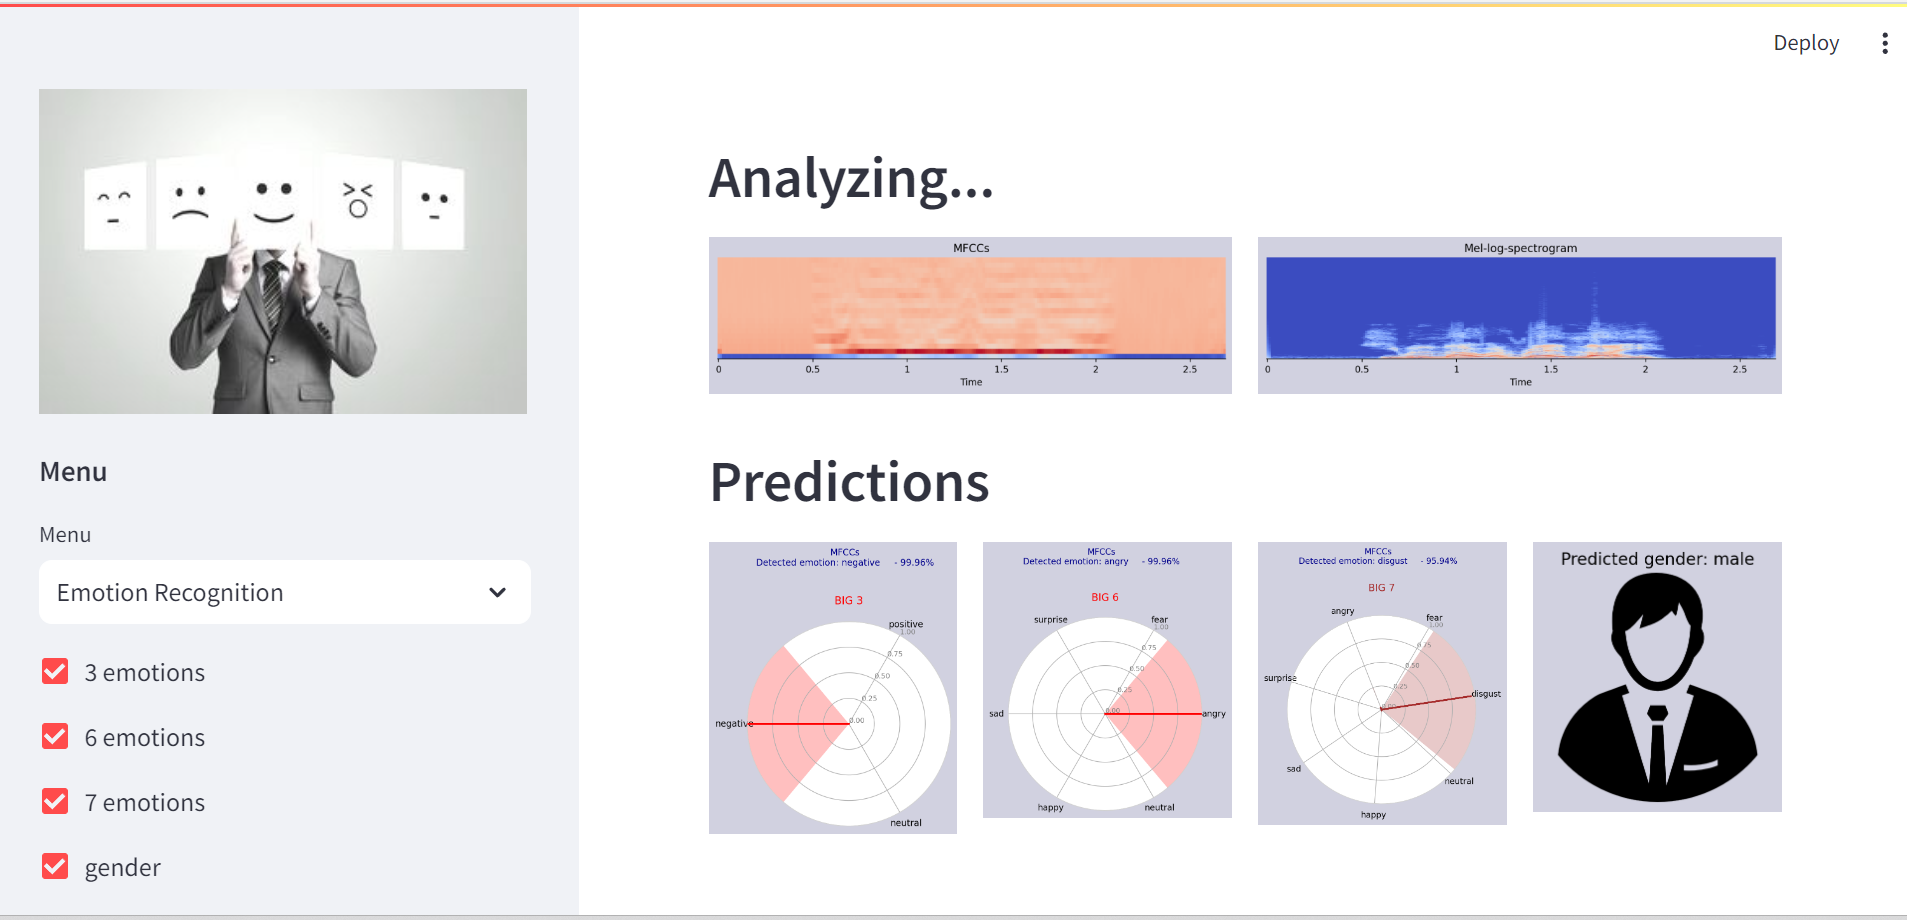 Deploy
Menu
Menu
Emotion Recognition
3 emotions
6 emotions
7 emotions
gender
Analyzing...
MFCCs
0 0.5 1 1.5 2 2.5
Time
Mel-log-spectrogram
0 0.5 1 1.5 2 2.5
Time
Predictions
MFCCs
Detected emotion: negative - 99.96%
BIG 3
positive
1.00
0.75
0.50
0.25
0.00
negative
neutral
MFCCs
Detected emotion: angry - 99.96%
BIG 6
surprise
fear
1.00
0.75
0.50
0.25
0.00
sad
angry
happy
neutral
MFCCs
Detected emotion: disgust - 95.94%
BIG 7
angry
fear
1.00
0.75
0.50
0.25
0.00
surprise
disgust
sad
neutral
happy
Predicted gender: male